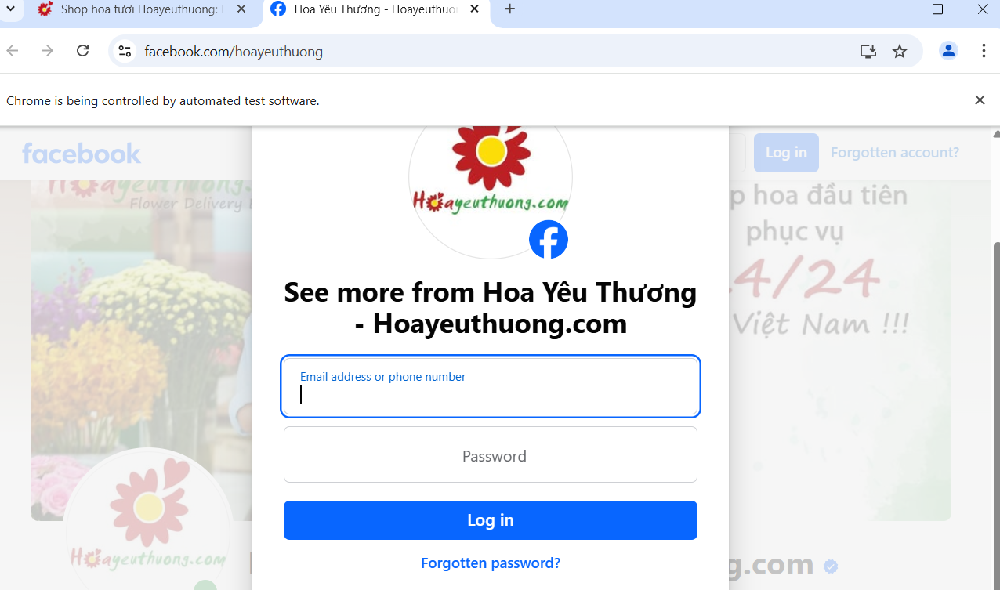 Shop hoa tươi Hoayeuthuong:
Hoa Yêu Thương - Hoayeuthuo
facebook.com/hoayeuthuong
Chrome is being controlled by automated test software.
facebook
Log in
Forgotten account?
Hoayeuthuong.
Flower Delivery
Hoayeuthuong.com
p hoa đầu tiên
phục vụ
4/24
Việt Nam !!!
See more from Hoa Yêu Thương
- Hoayeuthuong.com
Email address or phone number
Password
Log in
Forgotten password?
Hoayeuthuong.com
g.com